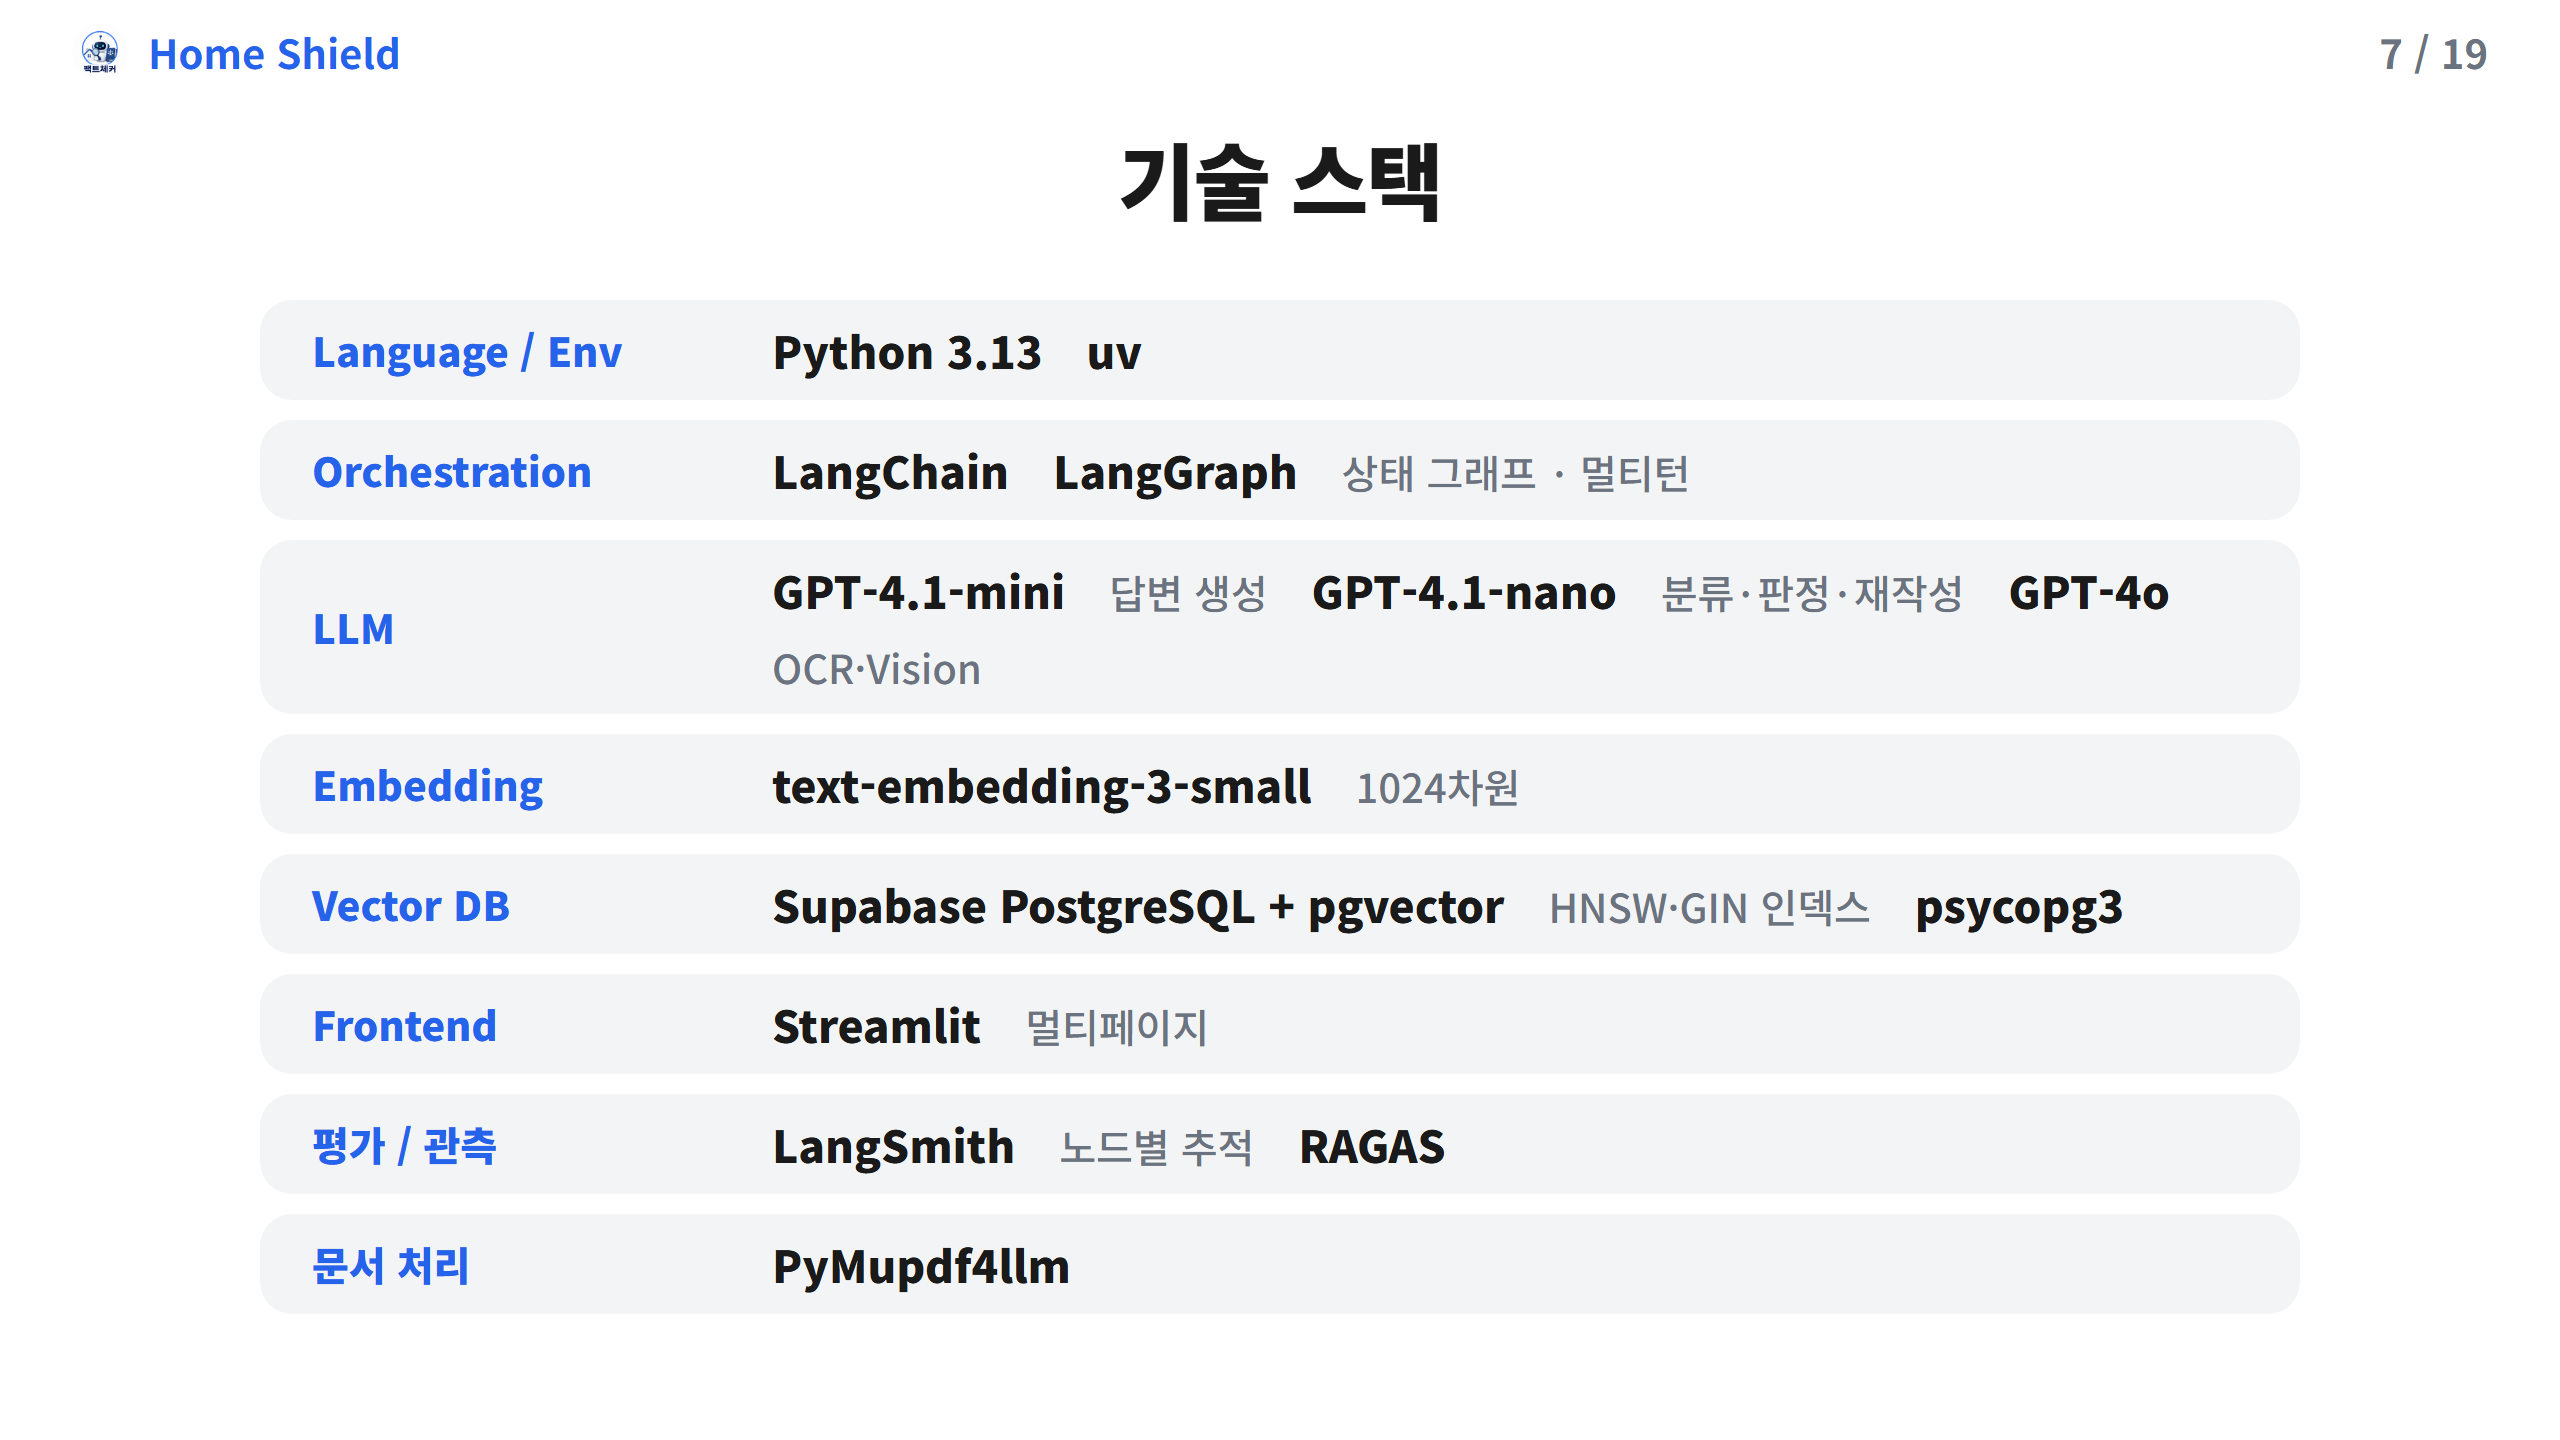 팩트체커
Home Shield
7 / 19
기술 스택
Language / Env
Python 3.13 uv
Orchestration
LangChain LangGraph 상태 그래프 · 멀티턴
LLM
GPT-4.1-mini 답변 생성 GPT-4.1-nano 분류·판정·재작성 GPT-4o
OCR·Vision
Embedding
text-embedding-3-small 1024차원
Vector DB
Supabase PostgreSQL + pgvector HNSW·GIN 인덱스 psycopg3
Frontend
Streamlit 멀티페이지
평가 / 관측
LangSmith 노드별 추적 RAGAS
문서 처리
PyMupdf4llm